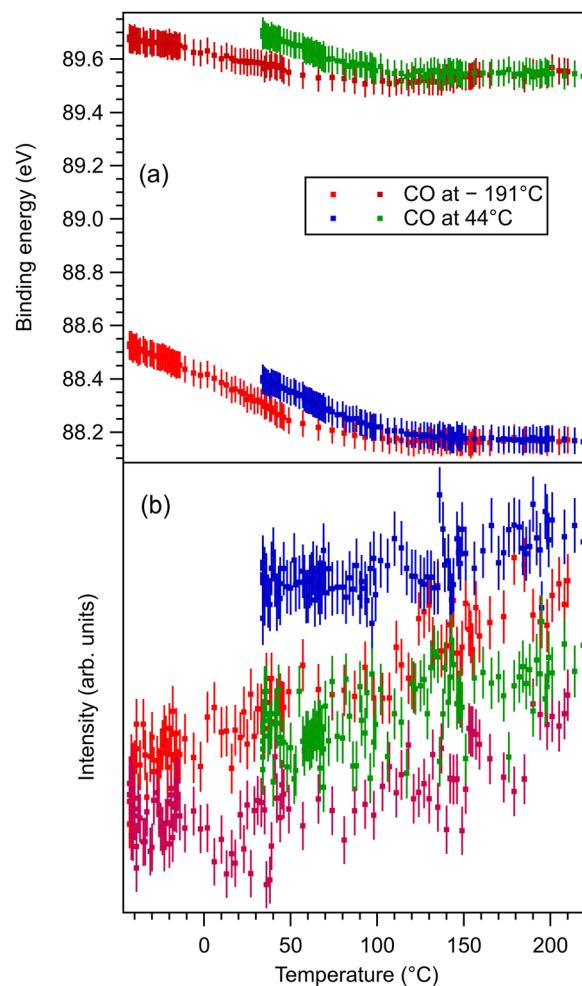 89.6
89.4
89.2
89.0
88.8
88.6
88.4
88.2
Binding energy (eV)
(a)
CO at − 191°C
CO at 44°C
(b)
Intensity (arb. units)
0
50
100
150
200
Temperature (°C)